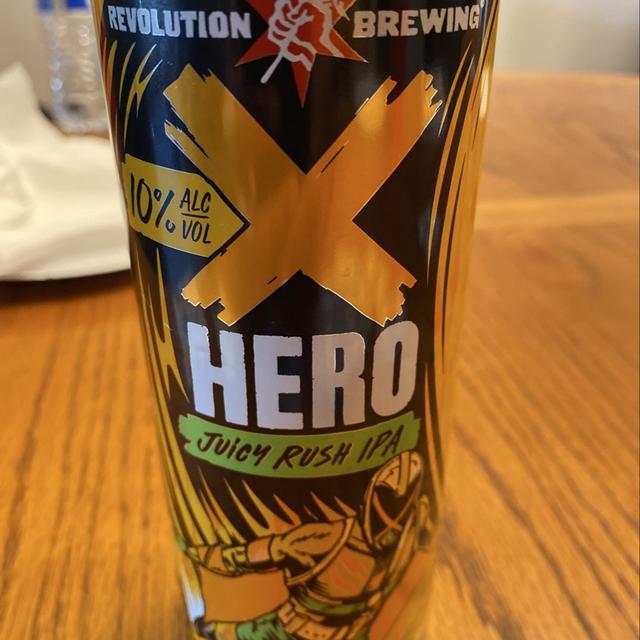 REVOLUTION BREWING
X
10% ALC
VOL
HERO
JUICY RUSH IPA